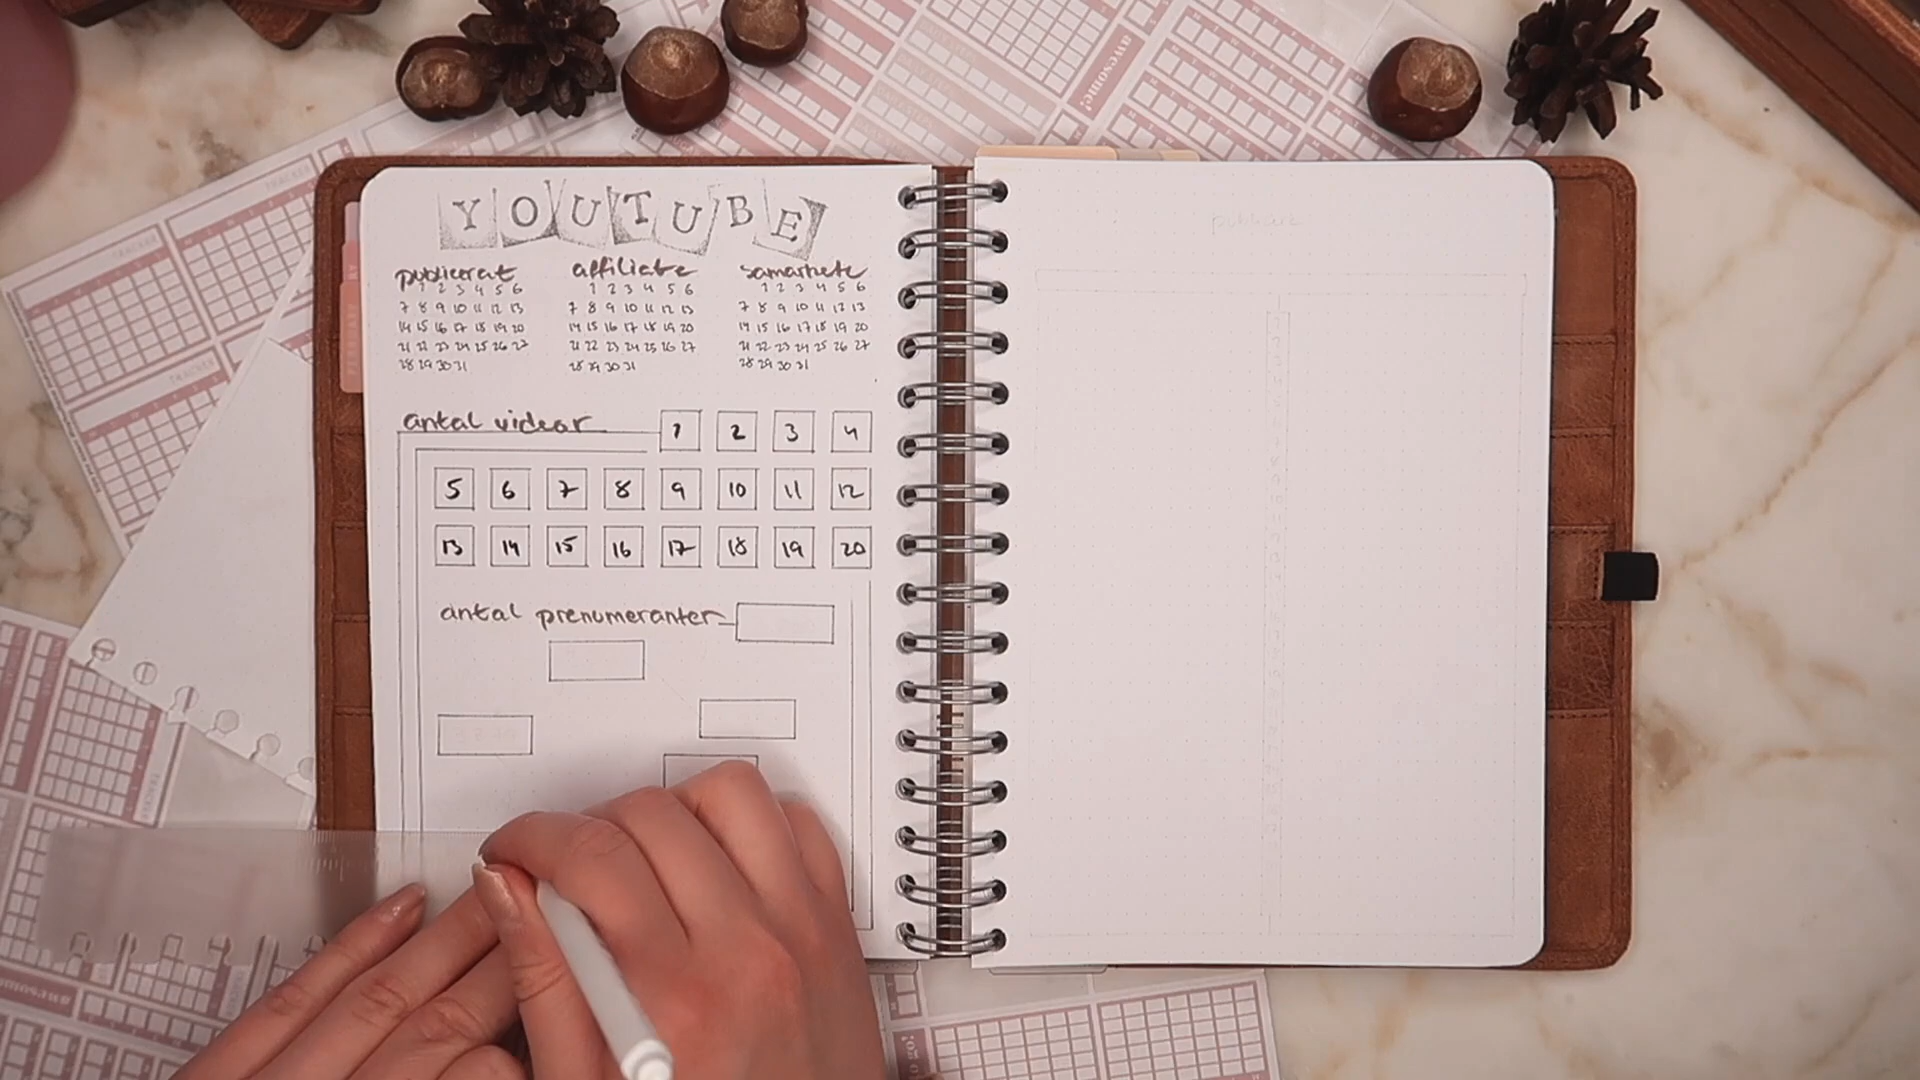 YOUTUBE
publicerat affiliate samarbete
1 2 3 4 5 6 1 2 3 4 5 6 1 2 3 4 5 6
7 8 9 10 11 12 13 7 8 9 10 11 12 13 7 8 9 10 11 12 13
14 15 16 17 18 19 20 14 15 16 17 18 19 20 14 15 16 17 18 19 20
21 22 23 24 25 26 27 21 22 23 24 25 26 27 21 22 23 24 25 26 27
28 29 30 31 28 29 30 31 28 29 30 31
antal videor 1 2 3 4
5 6 7 8 9 10 11 12
13 14 15 16 17 18 19 20
antal prenumeranter
awesome!
TRACKER
TRACKER
TRACKER